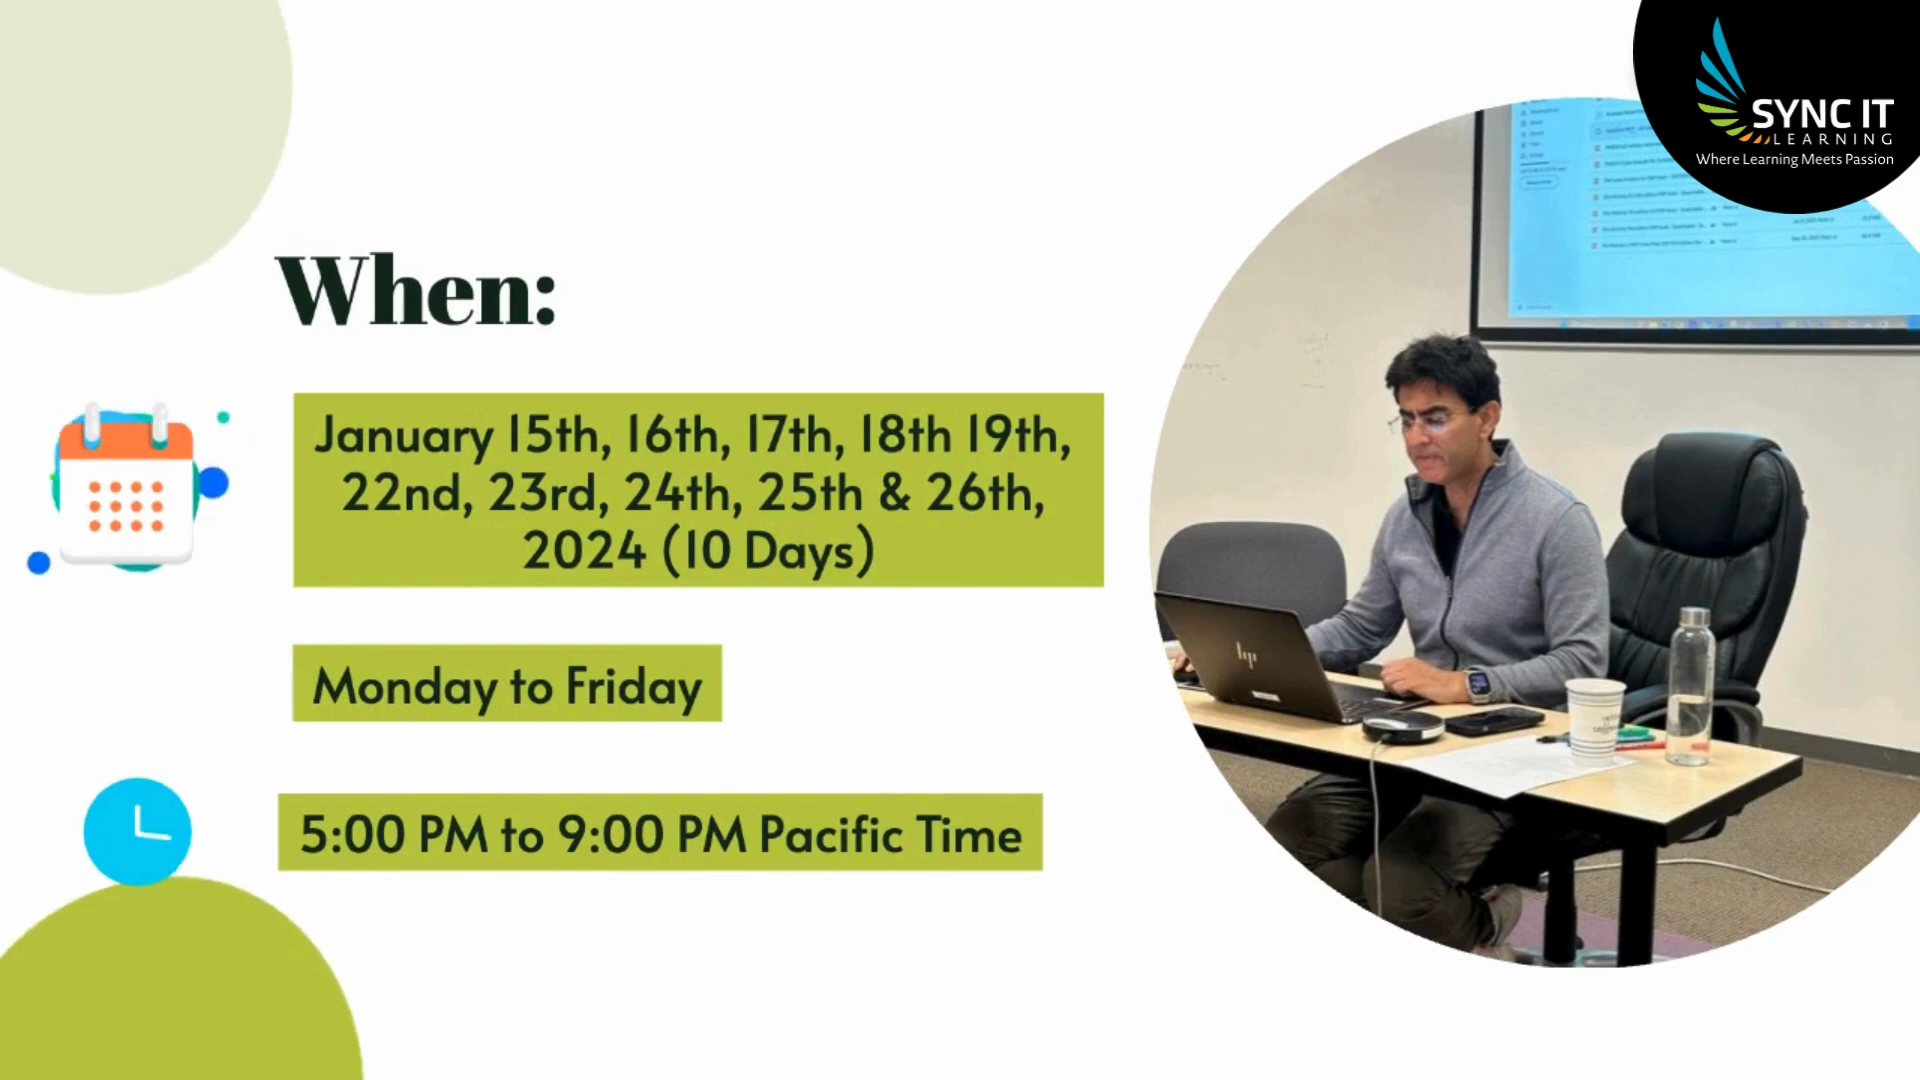 SYNC IT
LEARNING
Where Learning Meets Passion
When:
January 15th, 16th, 17th, 18th 19th,
22nd, 23rd, 24th, 25th & 26th,
2024 (10 Days)
Monday to Friday
5:00 PM to 9:00 PM Pacific Time
hp